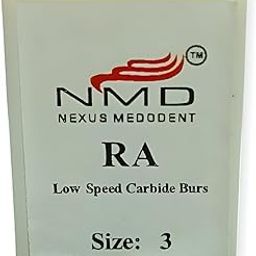 TM
NMD
NEXUS MEDODENT
RA
Low Speed Carbide Burs
Size: 3